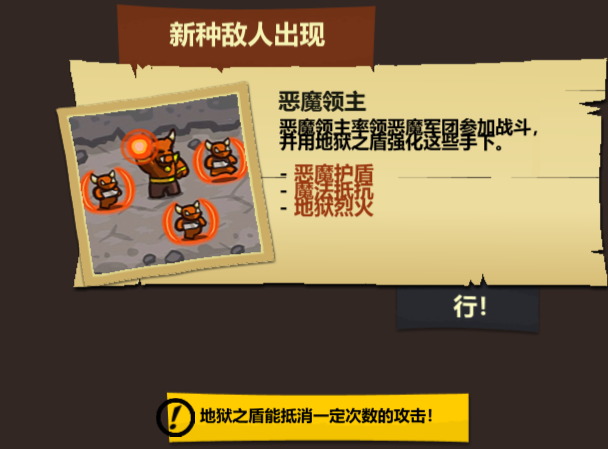 新种敌人出现
恶魔领主
恶魔领主率领恶魔军团参加战斗，
并用地狱之盾强化这些手下。
- 恶魔护盾
- 魔法抵抗
- 地狱烈火
行！
地狱之盾能抵消一定次数的攻击！